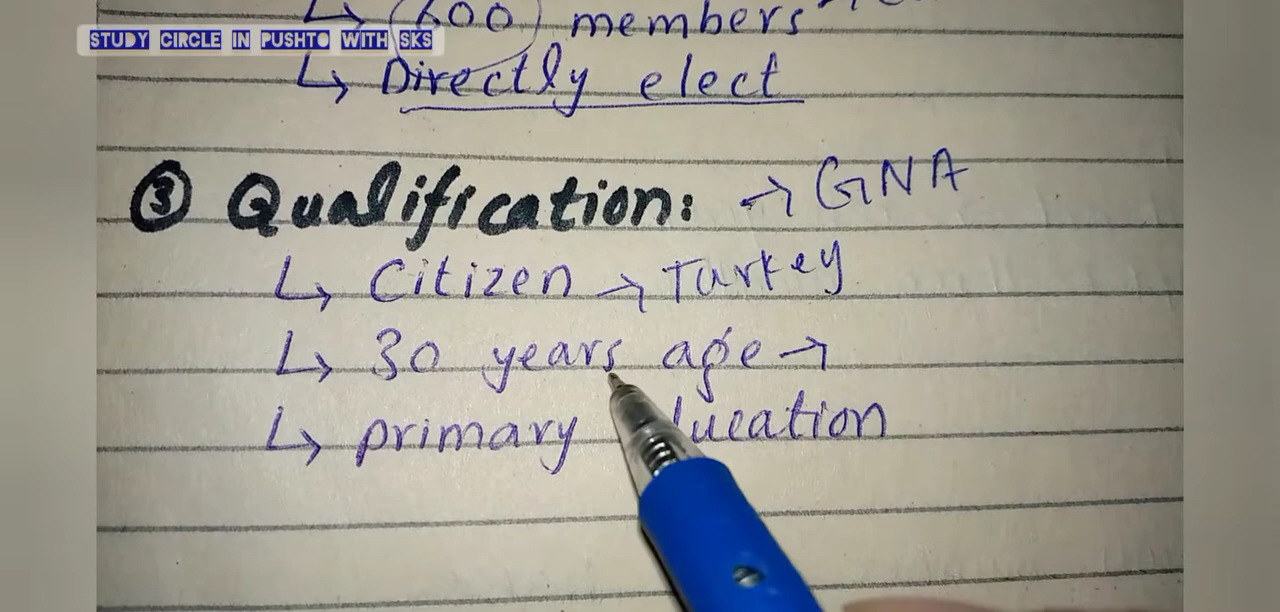 ↳ (600) members
STUDY CIRCLE IN PUSHTO WITH SKS
↳ Directly elect
③ Qualification: → GNA
↳ Citizen → Turkey
↳ 30 years age →
↳ primary ducation